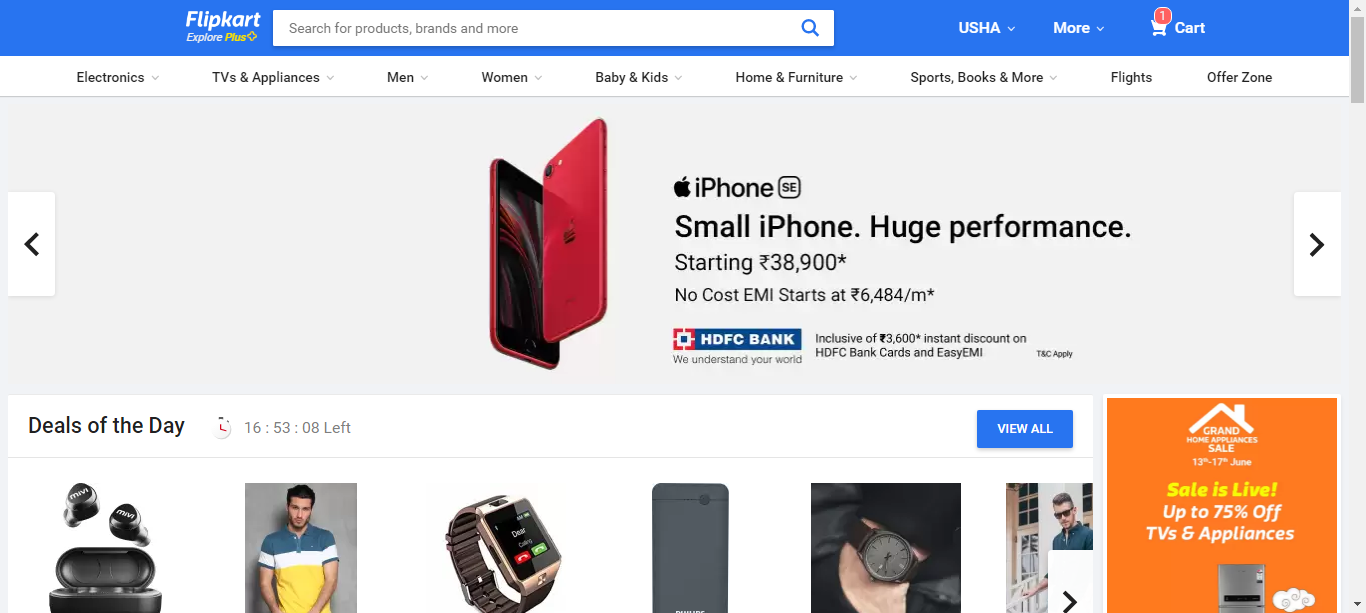 Flipkart
Explore Plus
Search for products, brands and more
USHA
More
1
Cart
Electronics
TVs & Appliances
Men
Women
Baby & Kids
Home & Furniture
Sports, Books & More
Flights
Offer Zone
iPhone SE
Small iPhone. Huge performance.
Starting ₹38,900*
No Cost EMI Starts at ₹6,484/m*
HDFC BANK
We understand your world
Inclusive of ₹3,600* instant discount on
HDFC Bank Cards and EasyEMI
T&C Apply
Deals of the Day
16 : 53 : 08 Left
VIEW ALL
GRAND
HOME APPLIANCES
SALE
13th-17th June
Sale is Live!
Up to 75% Off
TVs & Appliances
mivi
mivi
Dear
Calling
PHILIPS